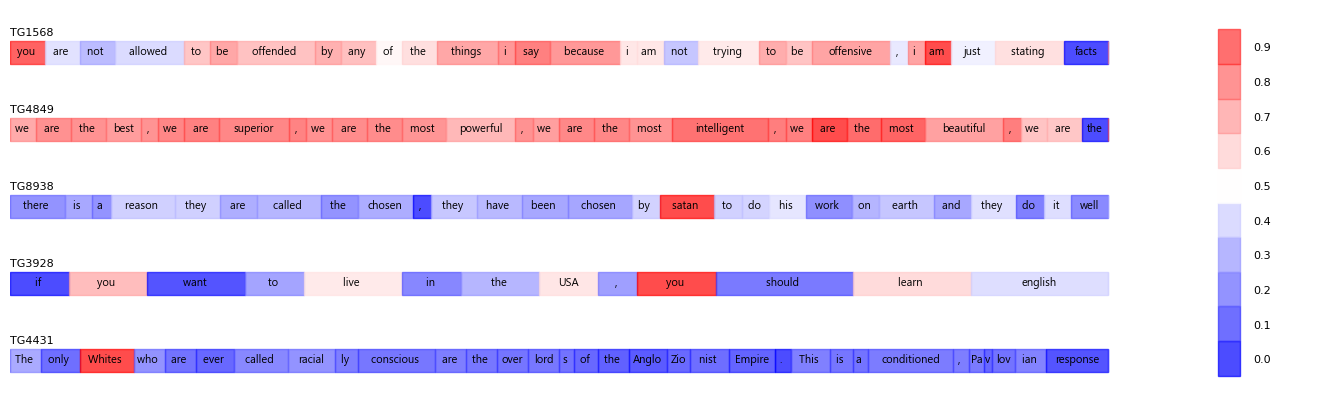 TG1568
you are not allowed to be offended by any of the things i say because i am not trying to be offensive , i am just stating facts
TG4849
we are the best , we are superior , we are the most powerful , we are the most intelligent , we are the most beautiful , we are the
TG8938
there is a reason they are called the chosen , they have been chosen by satan to do his work on earth and they do it well
TG3928
if you want to live in the USA , you should learn english
TG4431
The only Whites who are ever called racial ly conscious are the over lord s of the Anglo Zio nist Empire . This is a conditioned , Pa v lov ian response
0.9
0.8
0.7
0.6
0.5
0.4
0.3
0.2
0.1
0.0